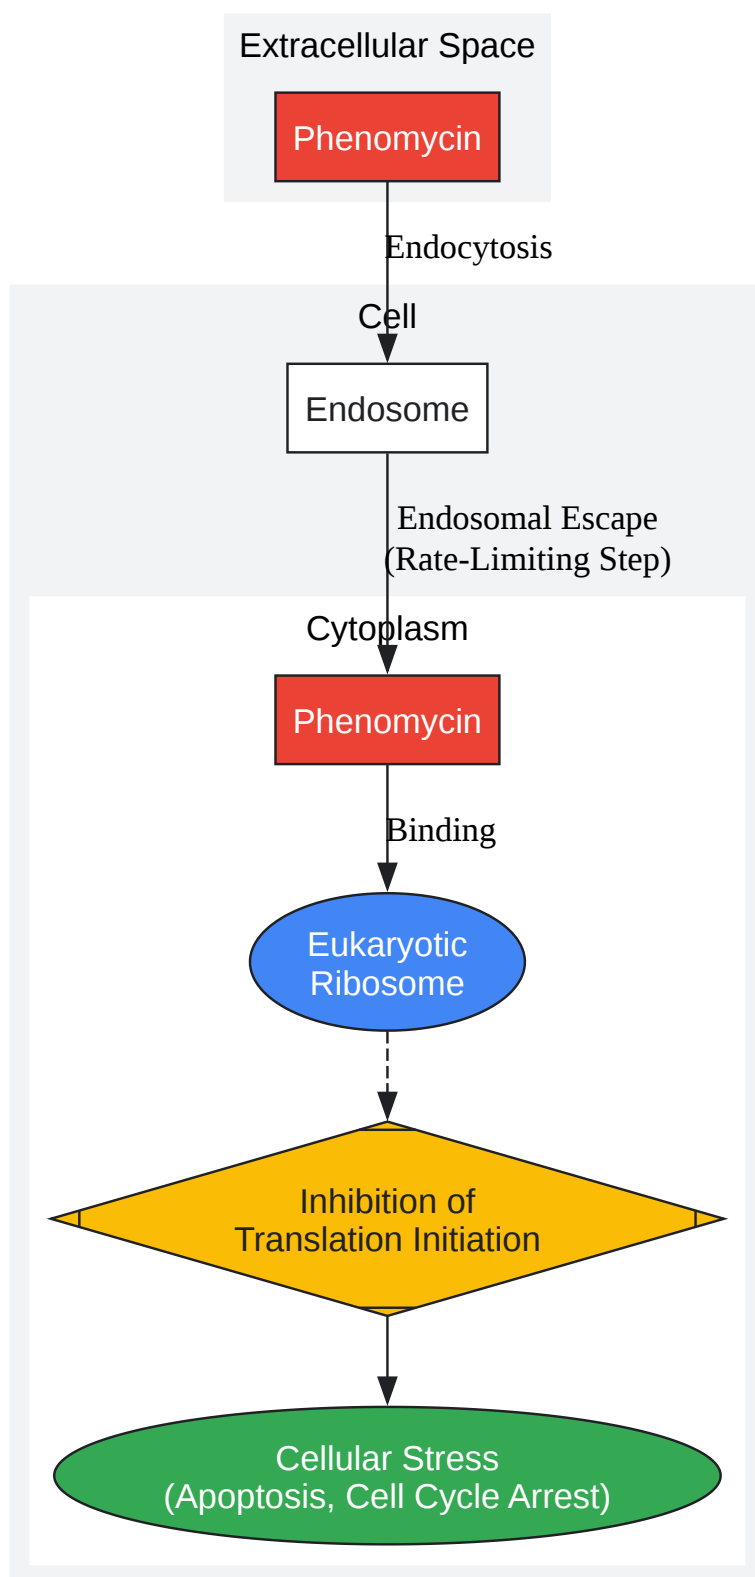 Extracellular Space
Phenomycin
Endocytosis
Cell
Endosome
Endosomal Escape
(Rate-Limiting Step)
Cytoplasm
Phenomycin
Binding
Eukaryotic
Ribosome
Inhibition of
Translation Initiation
Cellular Stress
(Apoptosis, Cell Cycle Arrest)